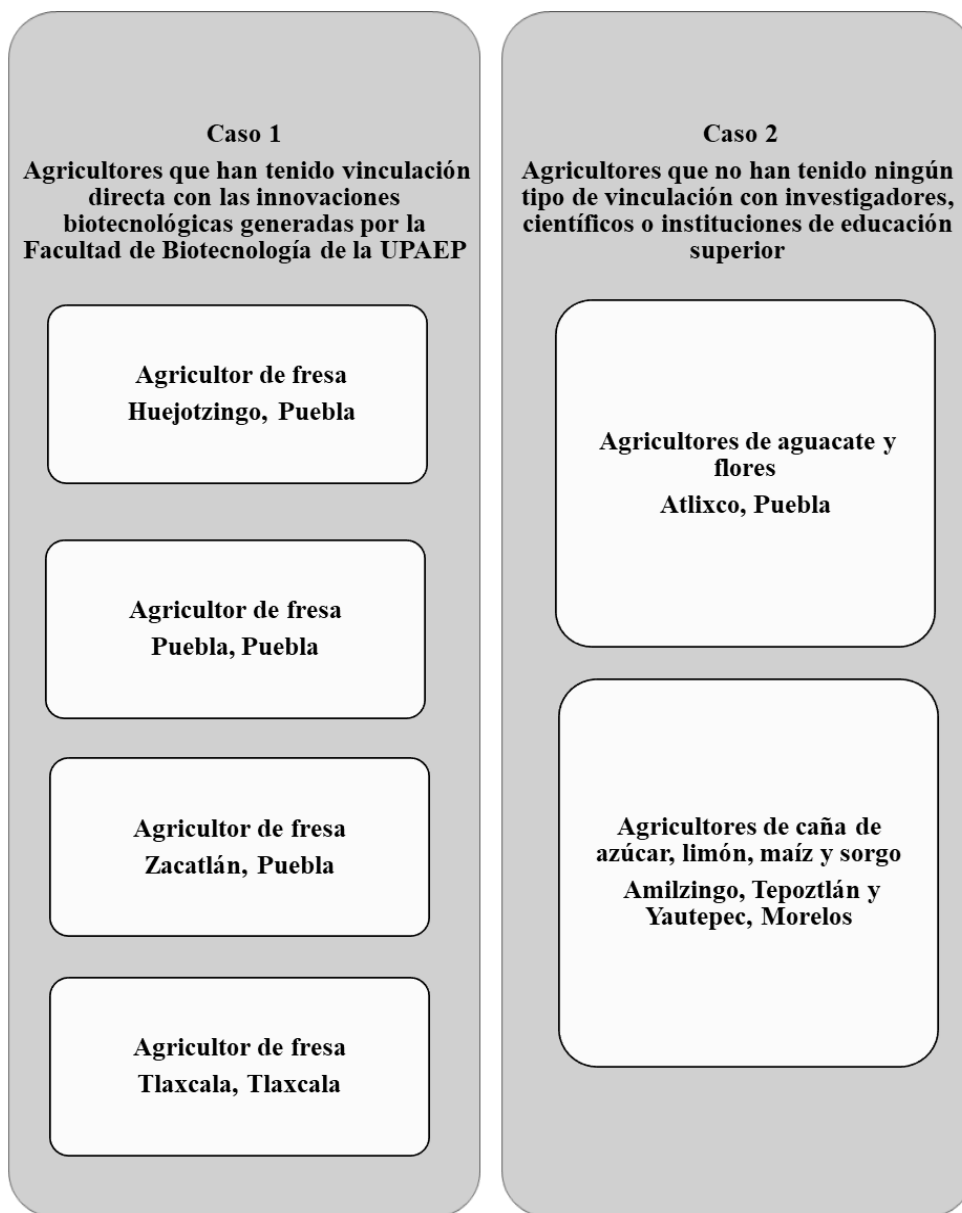 Caso 1
Agricultores que han tenido vinculación
directa con las innovaciones
biotecnológicas generadas por la
Facultad de Biotecnología de la UPAEP
Agricultor de fresa
Huejotzingo, Puebla
Agricultor de fresa
Puebla, Puebla
Agricultor de fresa
Zacatlán, Puebla
Agricultor de fresa
Tlaxcala, Tlaxcala
Caso 2
Agricultores que no han tenido ningún
tipo de vinculación con investigadores,
científicos o instituciones de educación
superior
Agricultores de aguacate y
flores
Atlixco, Puebla
Agricultores de caña de
azúcar, limón, maíz y sorgo
Amilzingo, Tepoztlán y
Yautepec, Morelos